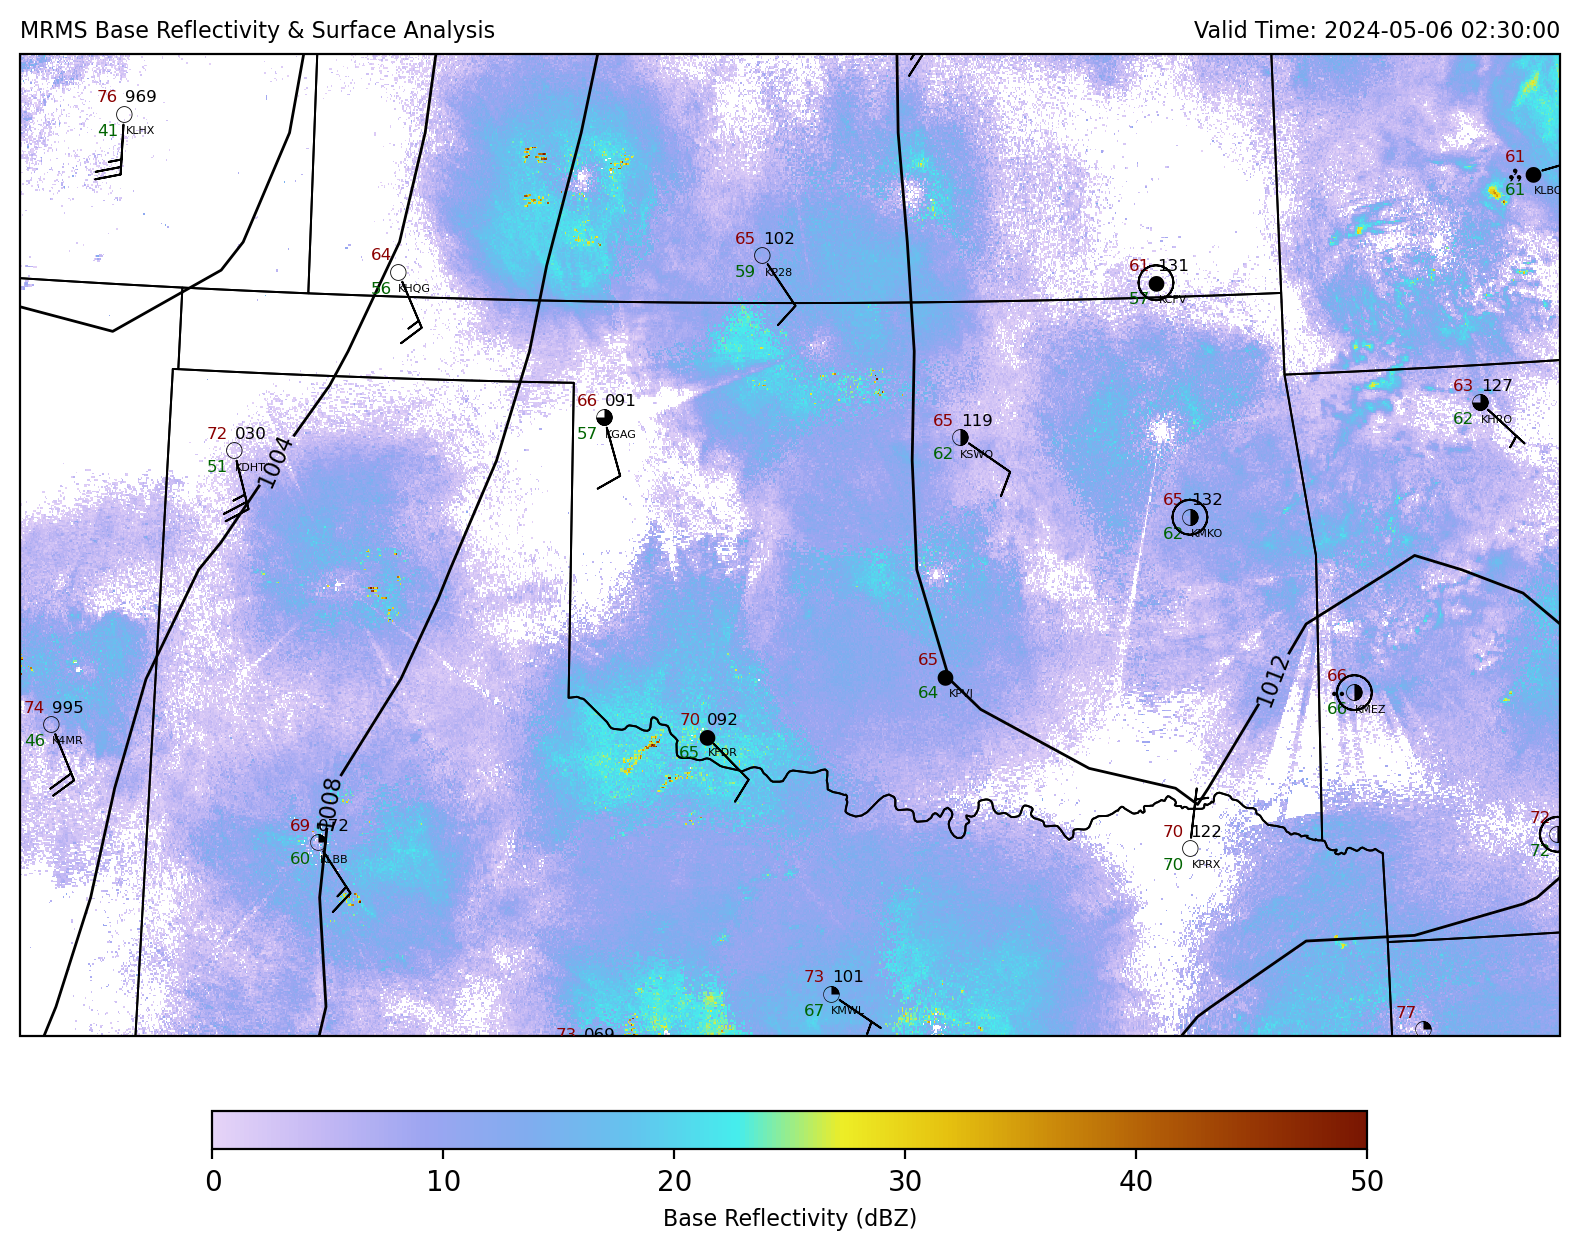 MRMS Base Reflectivity & Surface Analysis
Valid Time: 2024-05-06 02:30:00
76 969
41 KLHX
61
61 KLBO
65 102
59 KP28
64
56 KHQG
61 131
57 KCFV
63 127
62 KHRO
66 091
57 KGAG
65 119
62 KSWO
72 030
51 KDHT
1004
65 132
62 KMKO
65
64 KPVJ
1012
66
66 KMEZ
74 995
46 K4MR
70 092
65 KFDR
1008
69 072
60 KLBB
70 122
70 KPRX
72
72
73 101
67 KMWL
77
73 069
0 10 20 30 40 50
Base Reflectivity (dBZ)